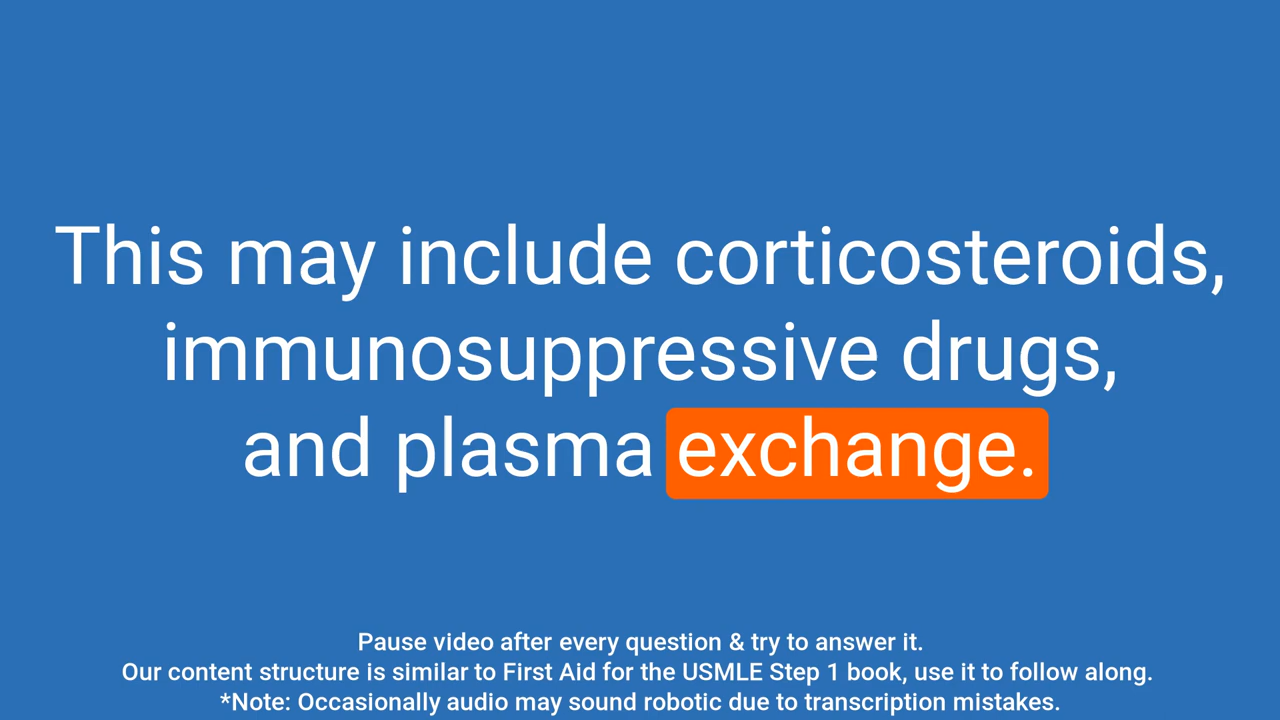 This may include corticosteroids,
immunosuppressive drugs,
and plasma exchange.
Pause video after every question & try to answer it.
Our content structure is similar to First Aid for the USMLE Step 1 book, use it to follow along.
*Note: Occasionally audio may sound robotic due to transcription mistakes.